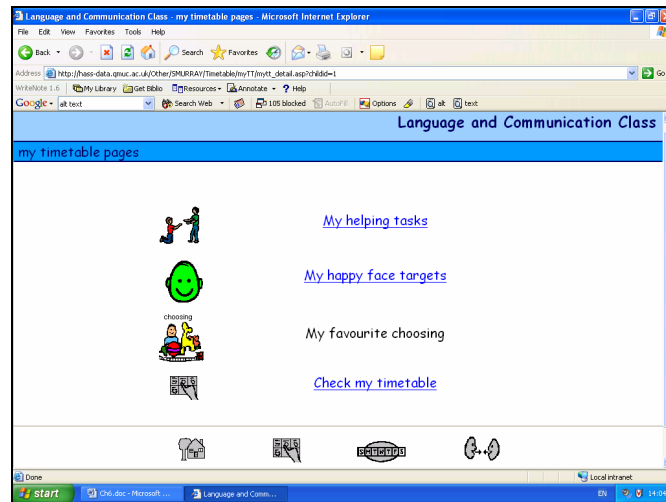 Language and Communication Class - my timetable pages - Microsoft Internet Explorer
File Edit View Favorites Tools Help
Back Search Favorites
Address http://hass-data.qmuc.ac.uk/Other/SMURRAY/Timetable/myTT/mytt_detail.asp?childid=1 Go
WriteNote 1.6 My Library Get Biblio Resources Annotate ? Help
Google alt text Search Web 105 blocked AutoFill Options alt text
Language and Communication Class
my timetable pages
My helping tasks
My happy face targets
choosing
My favourite choosing
Check my timetable
SMTWTFS
Done Local intranet
start Ch6.doc - Microsoft ... Language and Comm... EN 14:04